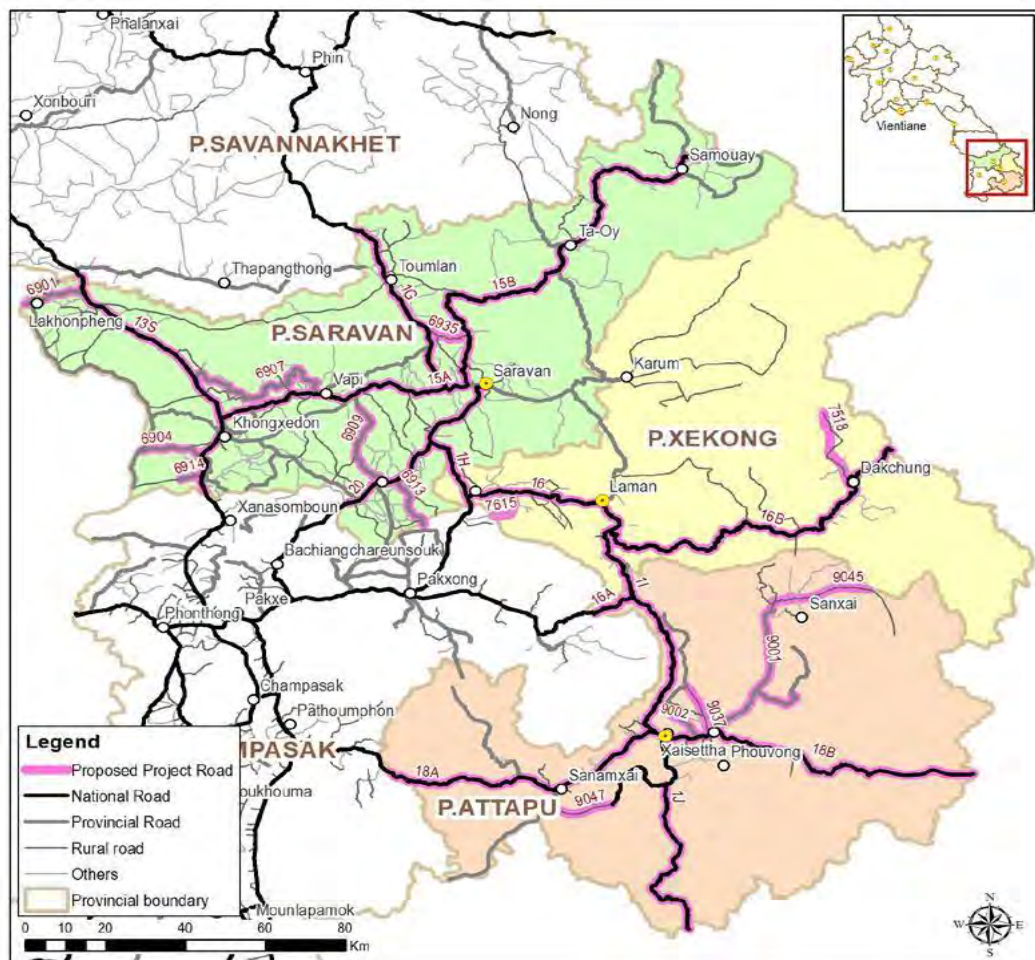 Phalanxai
Phin
Xonbouri
Nong
P.SAVANNAKHET
Vientiane
Samouay
Ta-Oy
Thapangthong
Toumlan
15B
6901
Lakhonpheng
13S
1G
P.SARAVAN
6935
6907
Vapi
15A
Saravan
Karum
Khongxedon
6909
6904
6914
1H
P.XEKONG
7518
Dakchung
20
6913
16
Laman
7615
Xanasomboun
16B
Bachiangchareunsouk
Pakxong
Pakxe
16A
1I
9045
Sanxai
Phonthong
9001
Champasak
Pathoumphon
9002
9037
Xaisettha
Phouvong
18B
MPASAK
18A
Sanamxai
9047
1J
P.ATTAPU
pukhouma
Mounlapamok
Legend
Proposed Project Road
National Road
Provincial Road
Rural road
Others
Provincial boundary
0 10 20 40 60 80
Km
N
W E
S